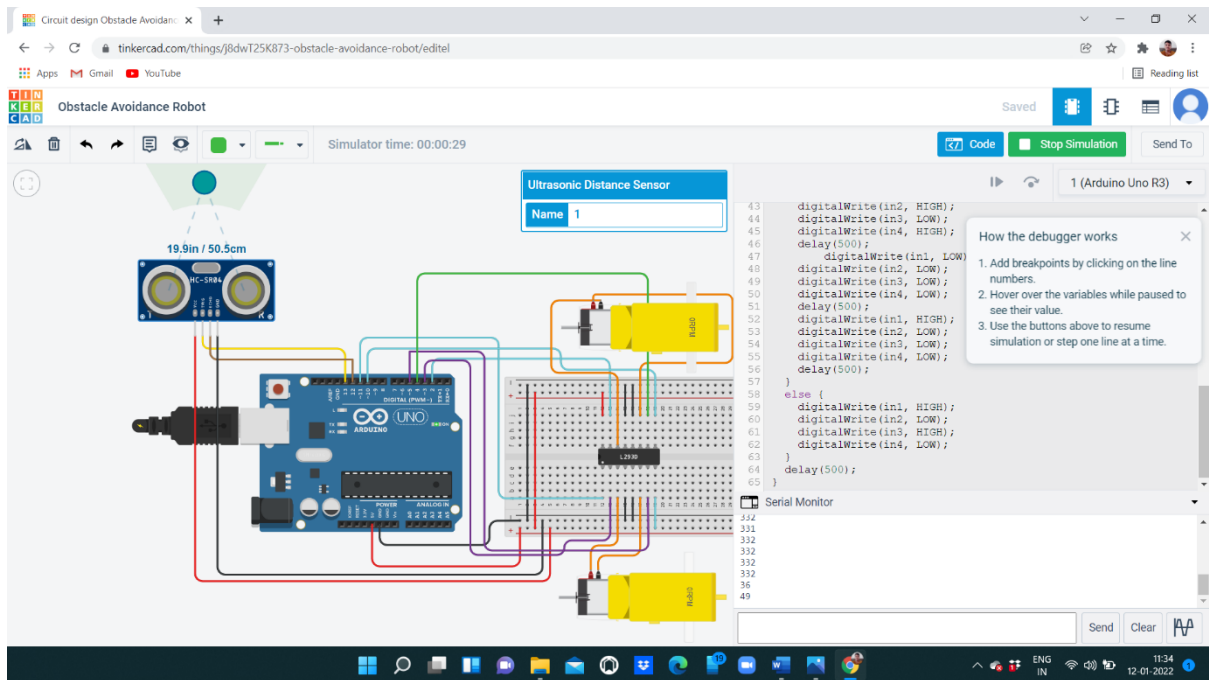 Circuit design Obstacle Avoidanc
tinkercad.com/things/j8dwT25K873-obstacle-avoidance-robot/editel
Apps Gmail YouTube Reading list
TIN
KER
CAD
Obstacle Avoidance Robot Saved
Simulator time: 00:00:29 Code Stop Simulation Send To
1 (Arduino Uno R3)
Ultrasonic Distance Sensor
Name 1
19.9in / 50.5cm
HC-SR04
T R
DIGITAL (PWM~)
UNO
ARDUINO
TX
RX
L
ON
POWER ANALOG IN
L293D
0RPM
0RPM
43 digitalWrite(in2, HIGH);
44 digitalWrite(in3, LOW);
45 digitalWrite(in4, HIGH);
46 delay(500);
47 digitalWrite(in1, LOW)
48 digitalWrite(in2, LOW);
49 digitalWrite(in3, LOW);
50 digitalWrite(in4, LOW);
51 delay(500);
52 digitalWrite(in1, HIGH);
53 digitalWrite(in2, LOW);
54 digitalWrite(in3, LOW);
55 digitalWrite(in4, LOW);
56 delay(500);
57 }
58 else {
59 digitalWrite(in1, HIGH);
60 digitalWrite(in2, LOW);
61 digitalWrite(in3, HIGH);
62 digitalWrite(in4, LOW);
63 }
64 delay(500);
65 }
How the debugger works
1. Add breakpoints by clicking on the line
numbers.
2. Hover over the variables while paused to
see their value.
3. Use the buttons above to resume
simulation or step one line at a time.
Serial Monitor
332
331
332
332
332
332
36
49
Send Clear
19
ENG
IN
11:34
12-01-2022
1